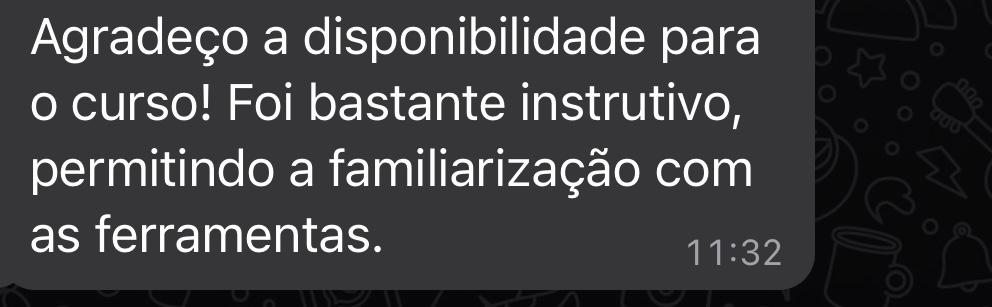 Agradeço a disponibilidade para
o curso! Foi bastante instrutivo,
permitindo a familiarização com
as ferramentas.
11:32